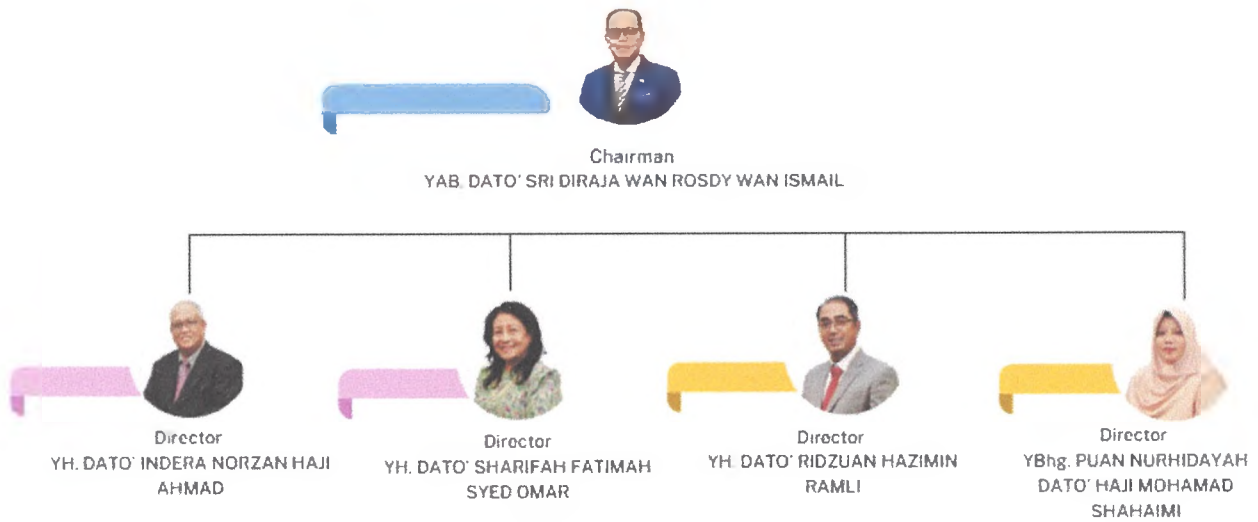 Chairman
YAB. DATO' SRI DIRAJA WAN ROSDY WAN ISMAIL
Director
YH. DATO' INDERA NORZAN HAJI
AHMAD
Director
YH. DATO' SHARIFAH FATIMAH
SYED OMAR
Director
YH. DATO' RIDZUAN HAZIMIN
RAMLI
Director
YBhg. PUAN NURHIDAYAH
DATO' HAJI MOHAMAD
SHAHAIMI